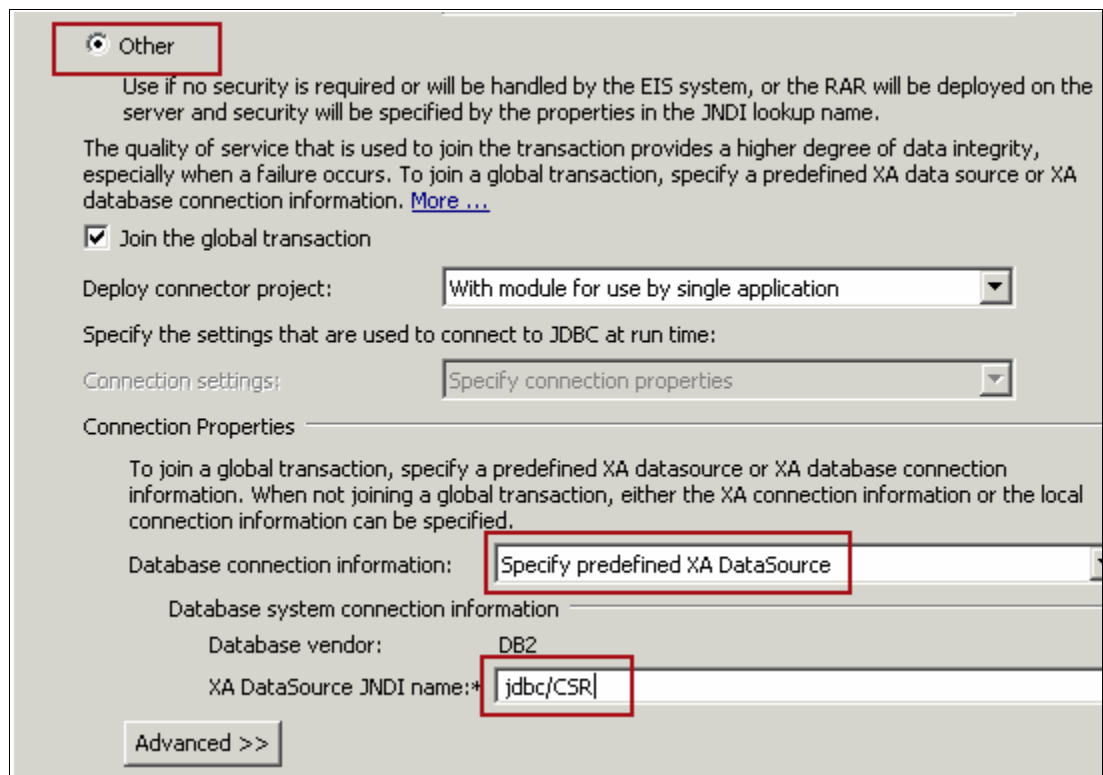 Other
Use if no security is required or will be handled by the EIS system, or the RAR will be deployed on the
server and security will be specified by the properties in the JNDI lookup name.
The quality of service that is used to join the transaction provides a higher degree of data integrity,
especially when a failure occurs. To join a global transaction, specify a predefined XA data source or XA
database connection information. More ...
Join the global transaction
Deploy connector project: With module for use by single application
Specify the settings that are used to connect to JDBC at run time:
Connection settings: Specify connection properties
Connection Properties
To join a global transaction, specify a predefined XA datasource or XA database connection
information. When not joining a global transaction, either the XA connection information or the local
connection information can be specified.
Database connection information: Specify predefined XA DataSource
Database system connection information
Database vendor: DB2
XA DataSource JNDI name:* jdbc/CSR
Advanced >>